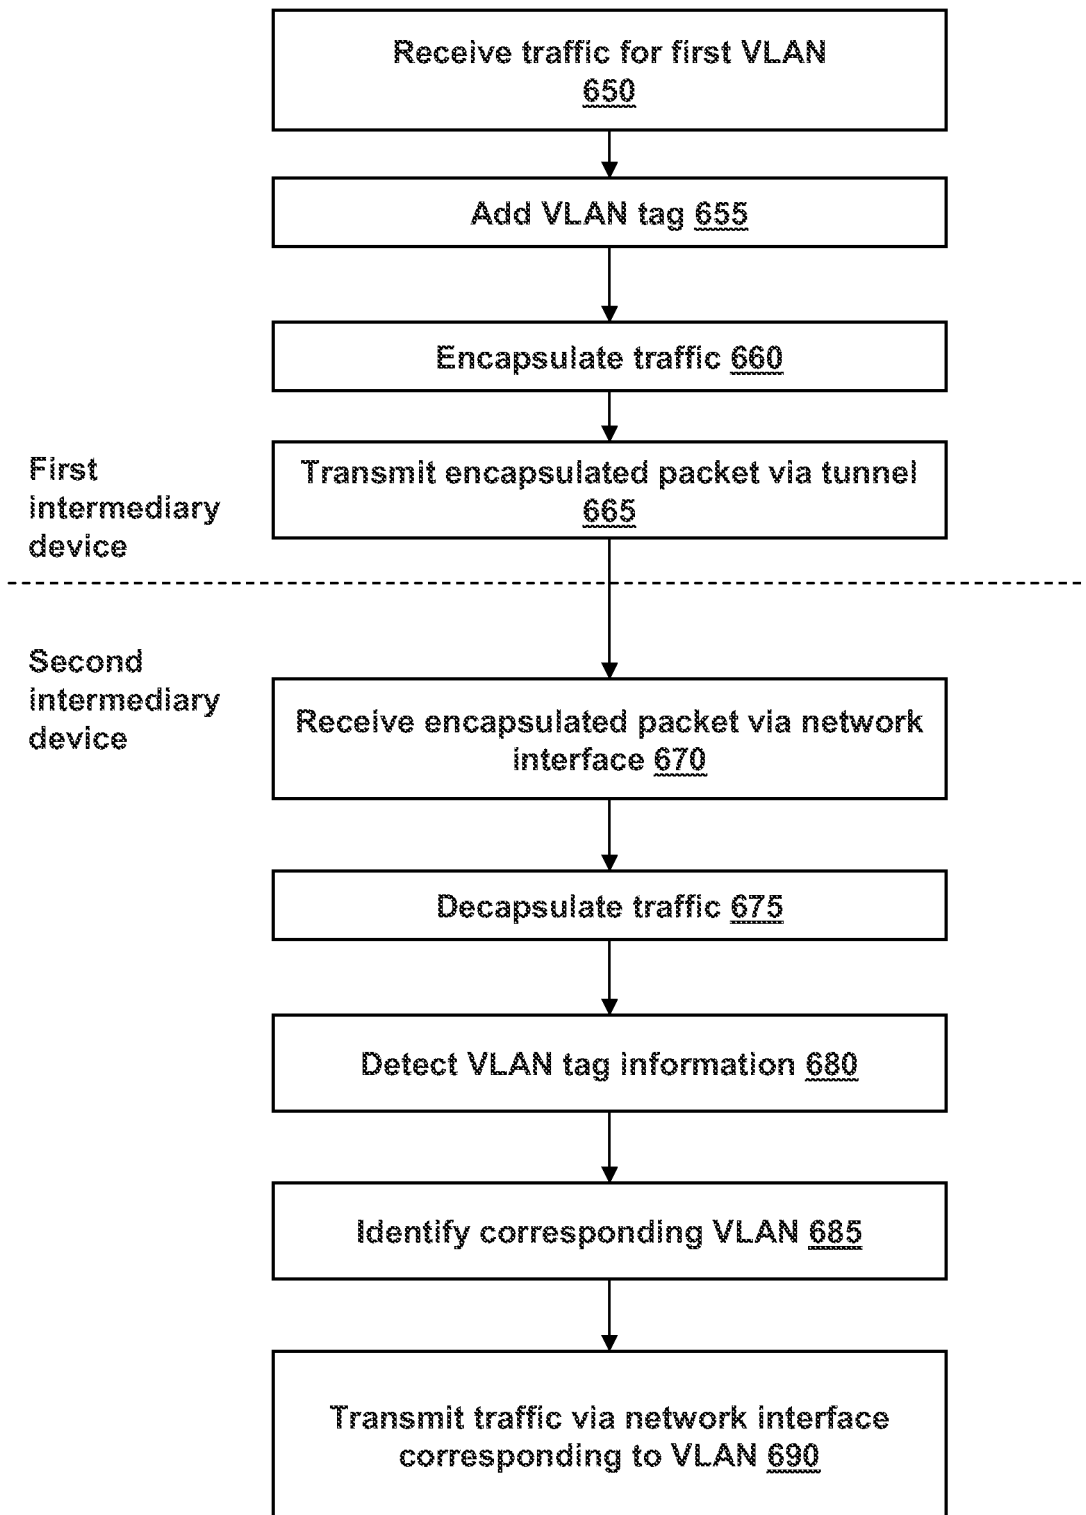 Receive traffic for first VLAN
650
Add VLAN tag 655
Encapsulate traffic 660
Transmit encapsulated packet via tunnel
665
First
intermediary
device
Second
intermediary
device
Receive encapsulated packet via network
interface 670
Decapsulate traffic 675
Detect VLAN tag information 680
Identify corresponding VLAN 685
Transmit traffic via network interface
corresponding to VLAN 690